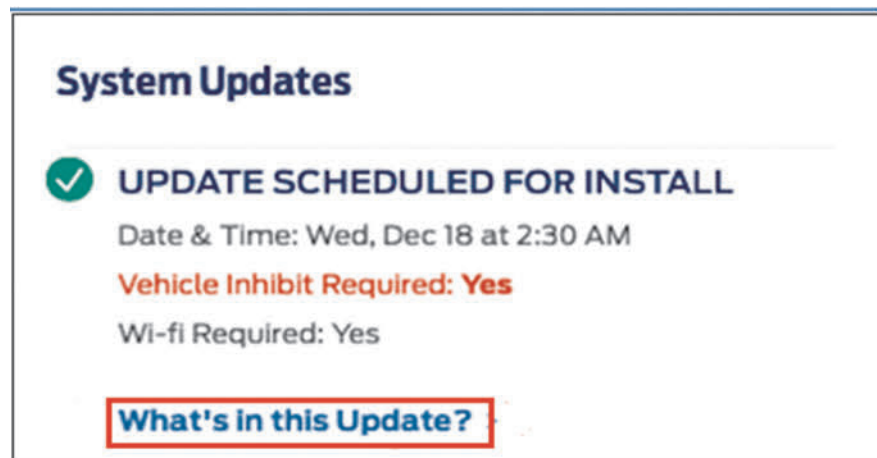 System Updates
UPDATE SCHEDULED FOR INSTALL
Date & Time: Wed, Dec 18 at 2:30 AM
Vehicle Inhibit Required: Yes
Wi-fi Required: Yes
What's in this Update?